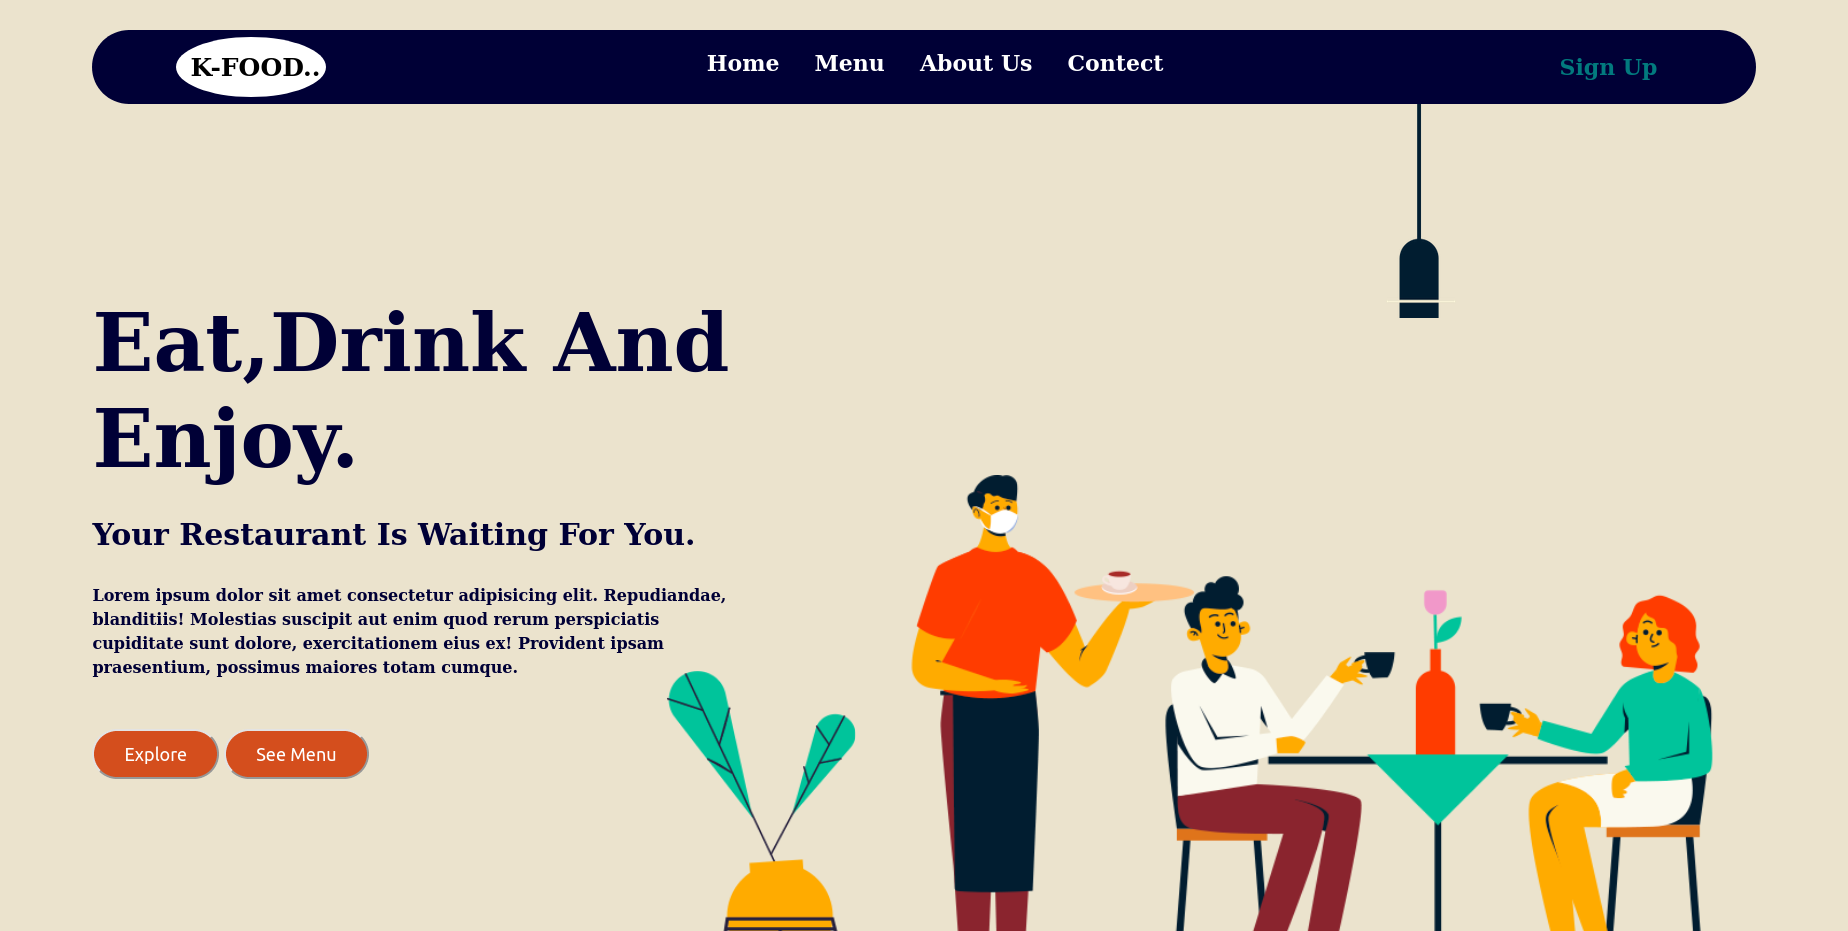 K-FOOD..
Home Menu About Us Contect
Sign Up
Eat,Drink And
Enjoy.
Your Restaurant Is Waiting For You.
Lorem ipsum dolor sit amet consectetur adipisicing elit. Repudiandae,
blanditiis! Molestias suscipit aut enim quod rerum perspiciatis
cupiditate sunt dolore, exercitationem eius ex! Provident ipsam
praesentium, possimus maiores totam cumque.
Explore See Menu